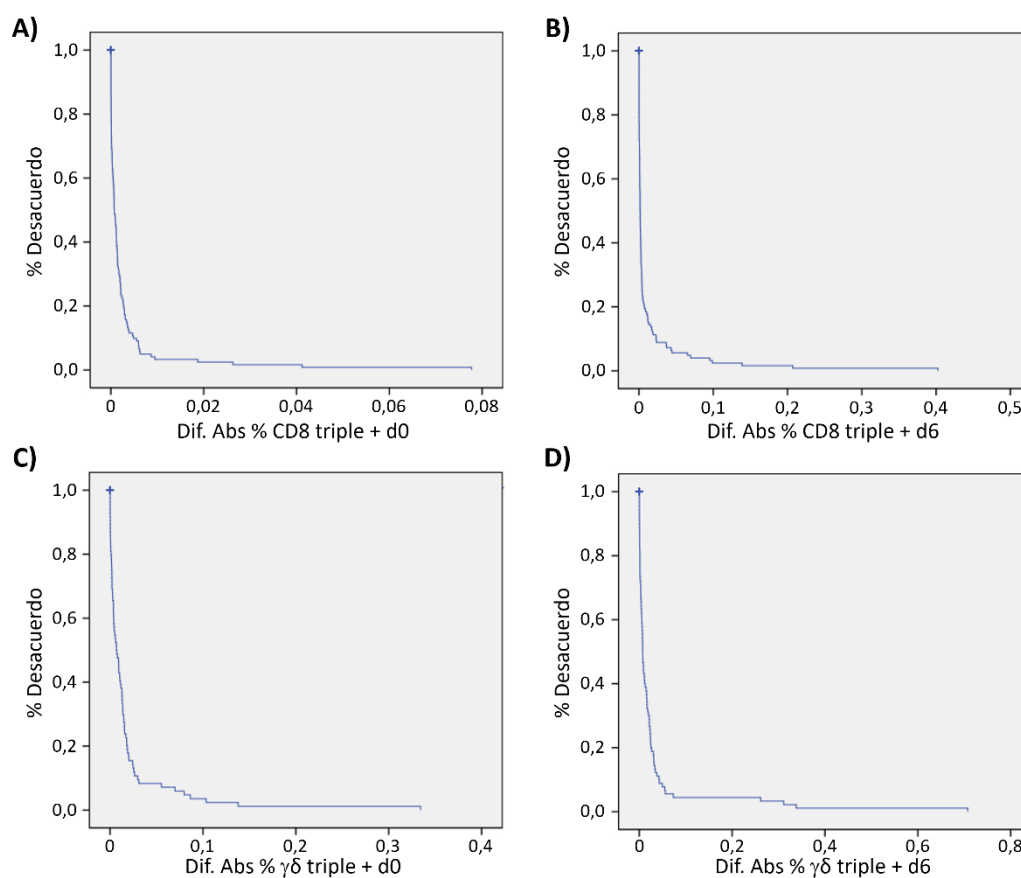 A)
% Desacuerdo
1,0
0,8
0,6
0,4
0,2
0,0
0 0,02 0,04 0,06 0,08
Dif. Abs % CD8 triple + d0
B)
% Desacuerdo
1,0
0,8
0,6
0,4
0,2
0,0
0 0,1 0,2 0,3 0,4 0,5
Dif. Abs % CD8 triple + d6
C)
% Desacuerdo
1,0
0,8
0,6
0,4
0,2
0,0
0 0,1 0,2 0,3 0,4
Dif. Abs % γδ triple + d0
D)
% Desacuerdo
1,0
0,8
0,6
0,4
0,2
0,0
0 0,2 0,4 0,6 0,8
Dif. Abs % γδ triple + d6